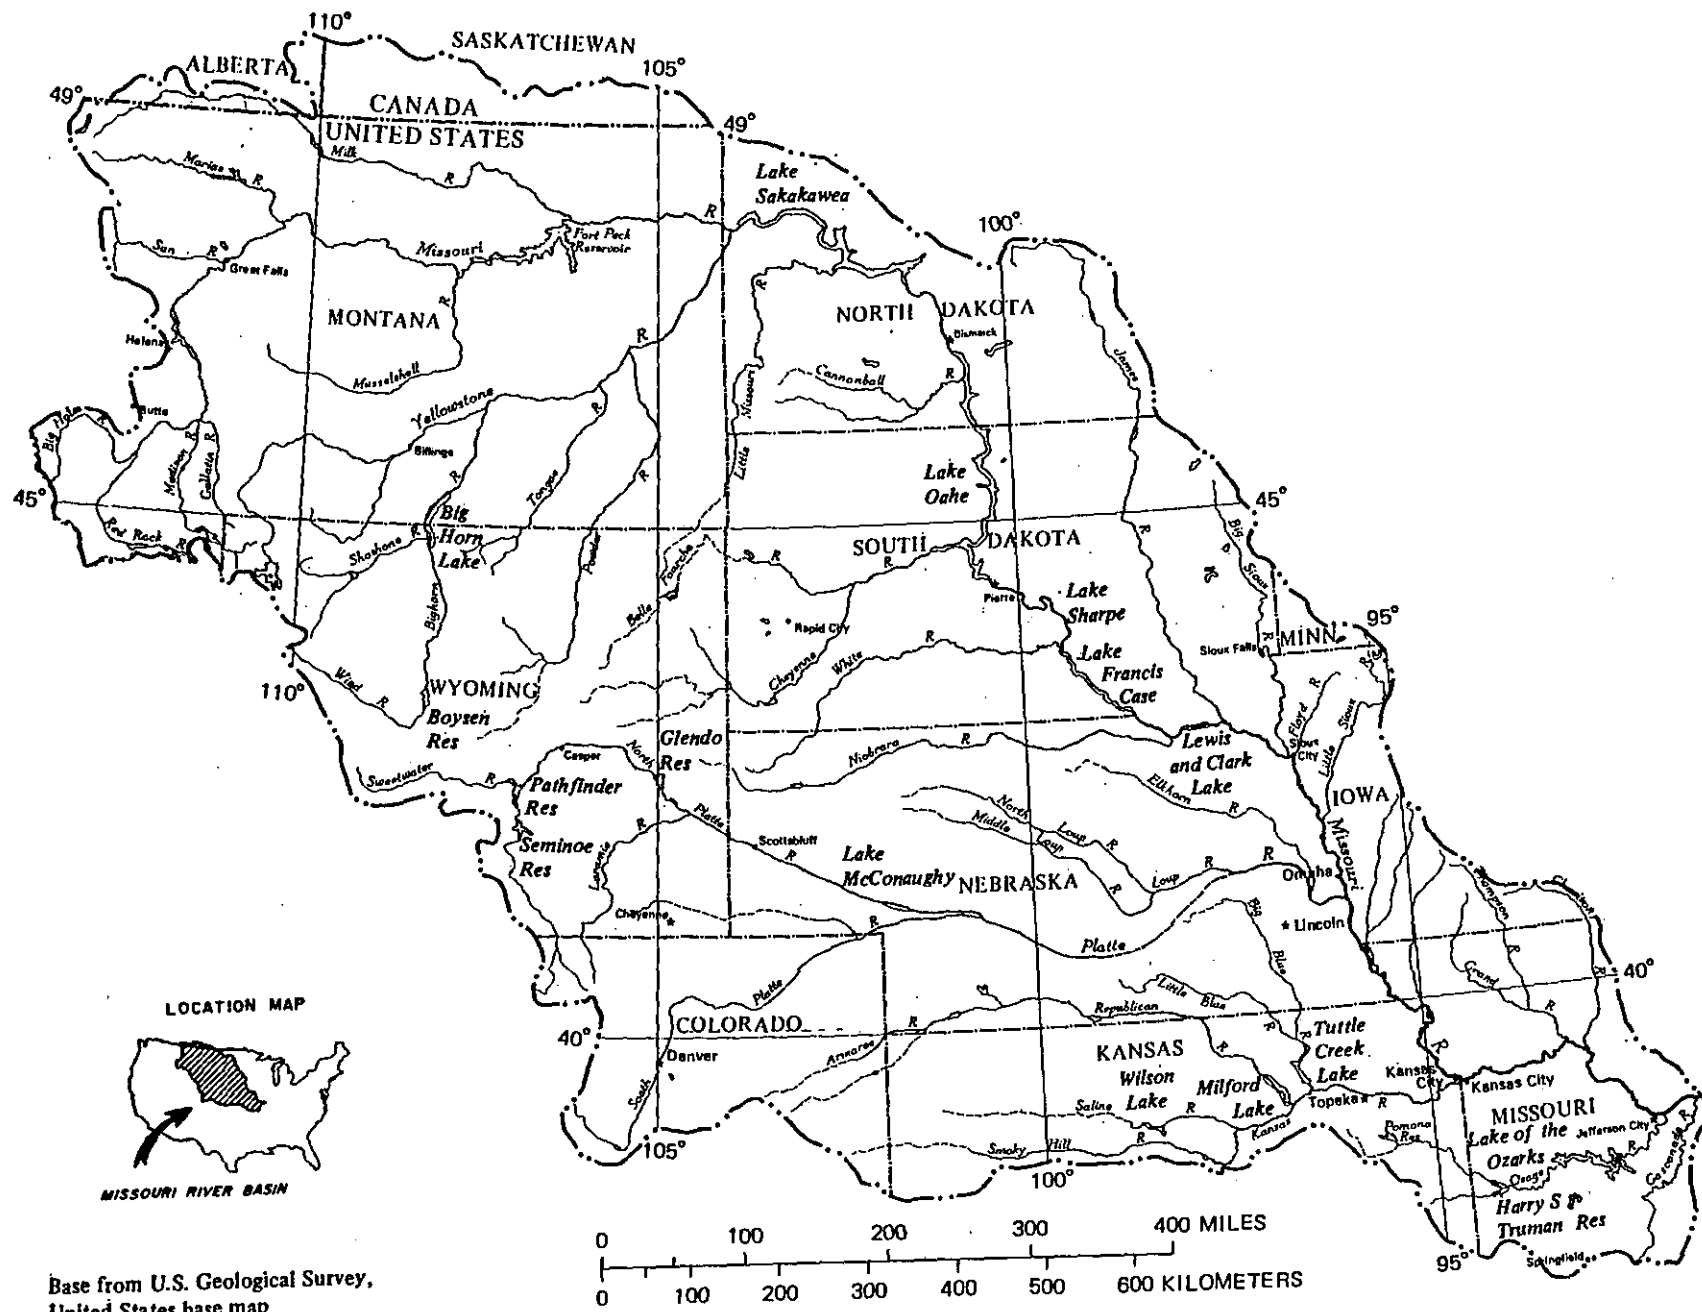 110°
SASKATCHEWAN
ALBERTA
105°
49°
CANADA
49°
UNITED STATES
Milk
R
Marias R
Lake
Sakakawea
R
100°
Sun R
Great Falls
Missouri
Fort Peck
Reservoir
R
R
MONTANA
NORTH DAKOTA
Bismarck
Helena
R
James
Musselshell
Cannonball
R
Missouri
Butte
Big Hole
R
Yellowstone
R
Billings
Madison
R
Gallatin
R
R
R
Little
Lake
Oahe
45°
Tongue
45°
Red Rock
R
Big
Horn
Lake
Shoshone
R
R
Big
Sioux
SOUTH DAKOTA
R
R
Powder
Belle
Fourche
Bighorn
Pierre
Lake
Sharpe
95°
Rapid City
R
Sioux Falls
R
MINN
110°
Wind
R
WYOMING
Boysen
Res
Cheyenne
White
Lake
Francis
Case
R
Floyd
Sioux
Little
Sioux
City
Casper
North
Glendo
Res
Niobrara
R
Lewis
and Clark
Lake
Sweetwater
R
Pathfinder
Res
Elkhorn
R
IOWA
Seminoe
Res
Laramie
R
Platte
Scottsbluff
R
North
Loup
R
Middle
Loup
R
Loup
R
R
Missouri
Lake
McConaughy
NEBRASKA
Omaha
Thompson
Chariton
Cheyenne
R
Big
Lincoln
Platte
Platte
R
Blue
Grand
R
R
40°
LOCATION MAP
COLORADO
Little Blue
Republican
R
R
40°
Denver
Arikaree
R
KANSAS
Wilson
Lake
Milford
Lake
Tuttle
Creek
Lake
R
Kansas
City
Kansas City
South
Saline
R
Topeka
R
MISSOURI
Kansas
Pomona
Res
Lake of the
Ozarks
Jefferson City
R
105°
Smoky Hill
R
100°
Osage
Gasconade
R
MISSOURI RIVER BASIN
Harry S
Truman Res
95°
Springfield
0 100 200 300 400 MILES
0 100 200 300 400 500 600 KILOMETERS
Base from U.S. Geological Survey,
United States base map